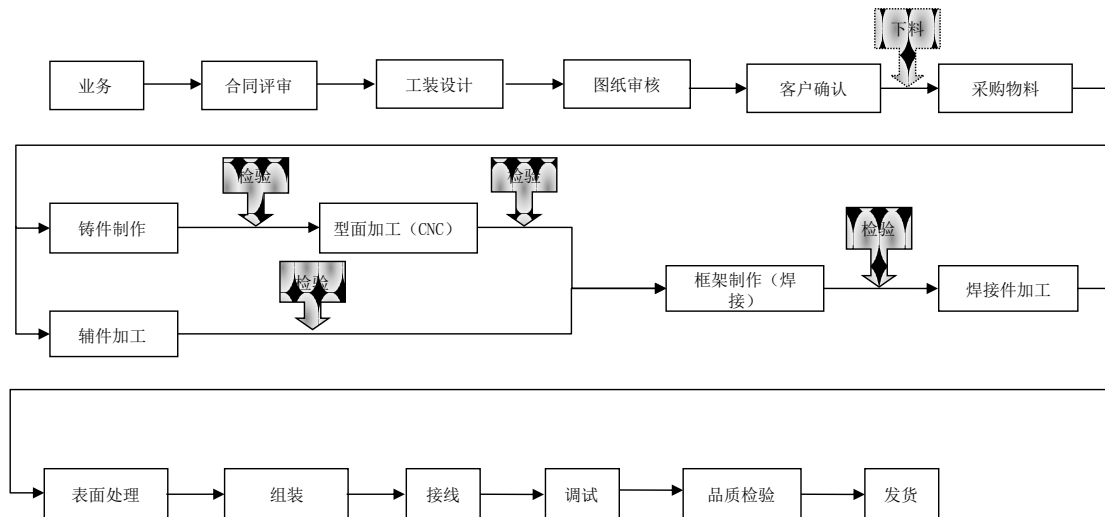 下料
业务
合同评审
工装设计
图纸审核
客户确认
采购物料
检验
检验
铸件制作
型面加工（CNC）
检验
检验
框架制作（焊
接）
焊接件加工
辅件加工
表面处理
组装
接线
调试
品质检验
发货